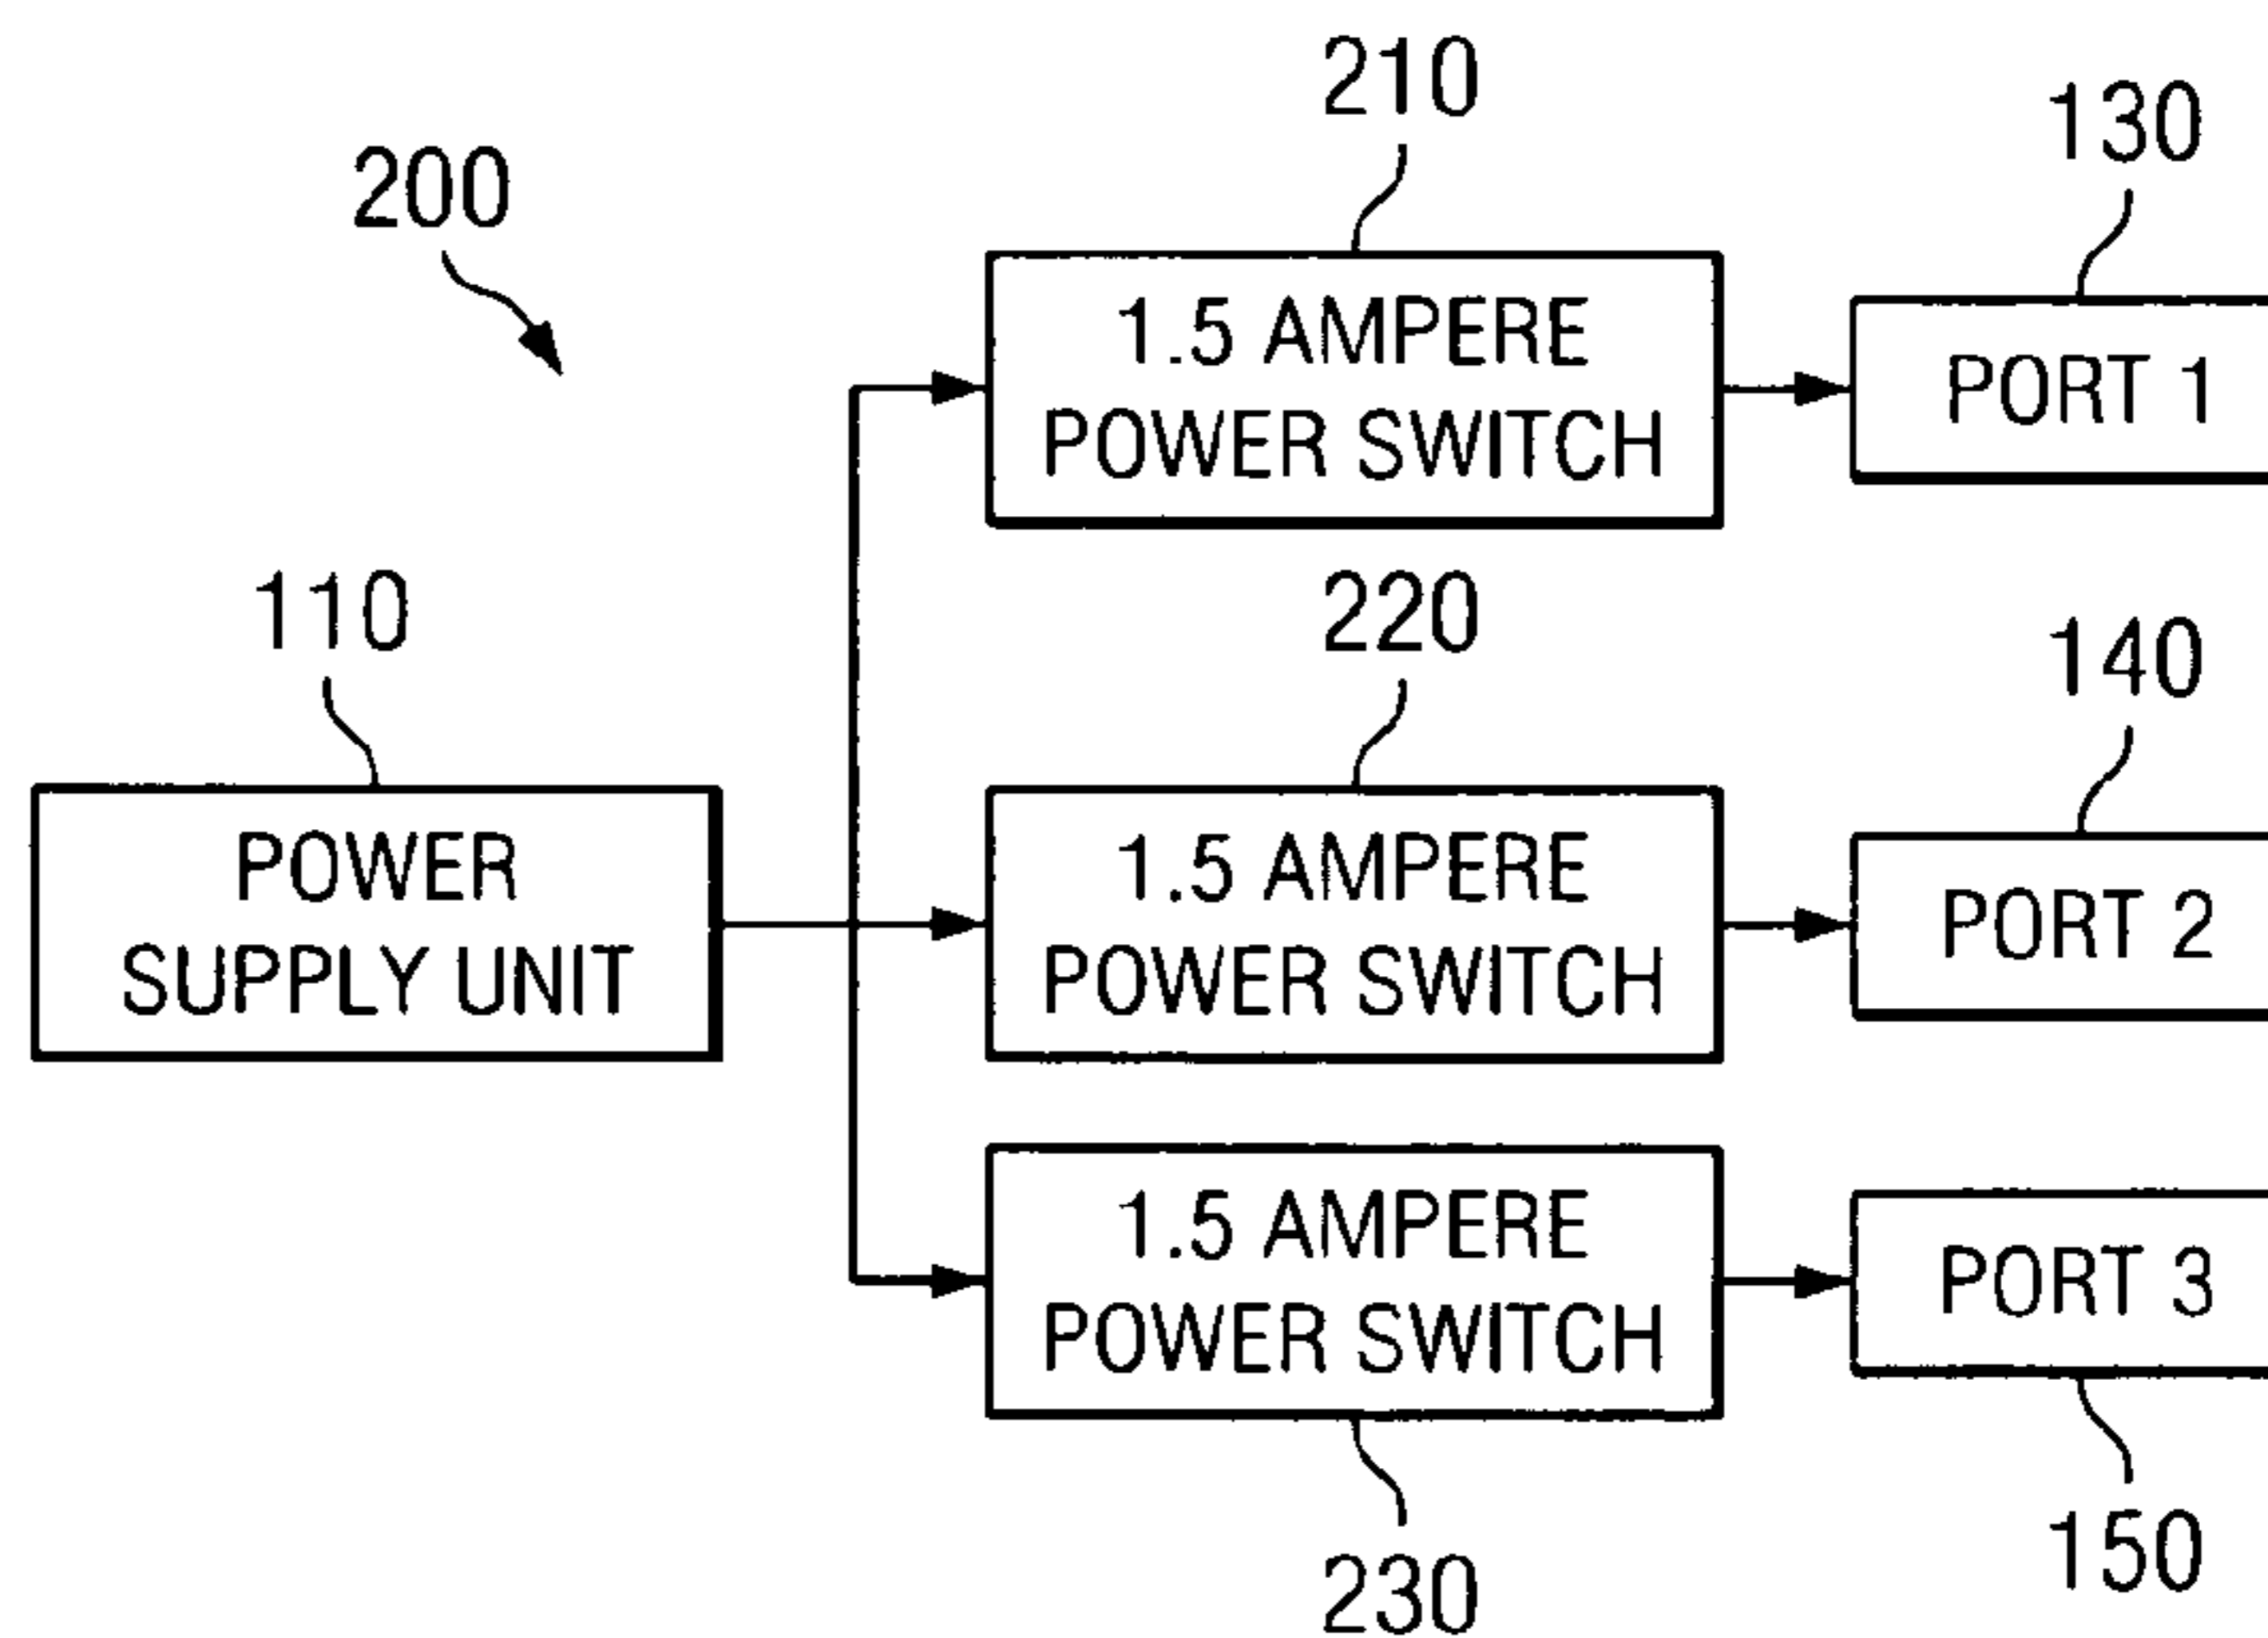 210
130
200
1.5 AMPERE
POWER SWITCH
PORT 1
110
220
140
POWER
SUPPLY UNIT
1.5 AMPERE
POWER SWITCH
PORT 2
1.5 AMPERE
POWER SWITCH
PORT 3
230
150